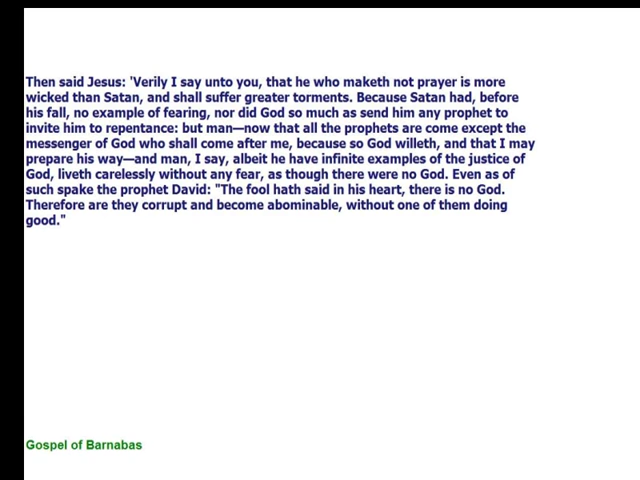 Then said Jesus: 'Verily I say unto you, that he who maketh not prayer is more
wicked than Satan, and shall suffer greater torments. Because Satan had, before
his fall, no example of fearing, nor did God so much as send him any prophet to
invite him to repentance: but man—now that all the prophets are come except the
messenger of God who shall come after me, because so God willeth, and that I may
prepare his way—and man, I say, albeit he have infinite examples of the justice of
God, liveth carelessly without any fear, as though there were no God. Even as of
such spake the prophet David: "The fool hath said in his heart, there is no God.
Therefore are they corrupt and become abominable, without one of them doing
good."
Gospel of Barnabas